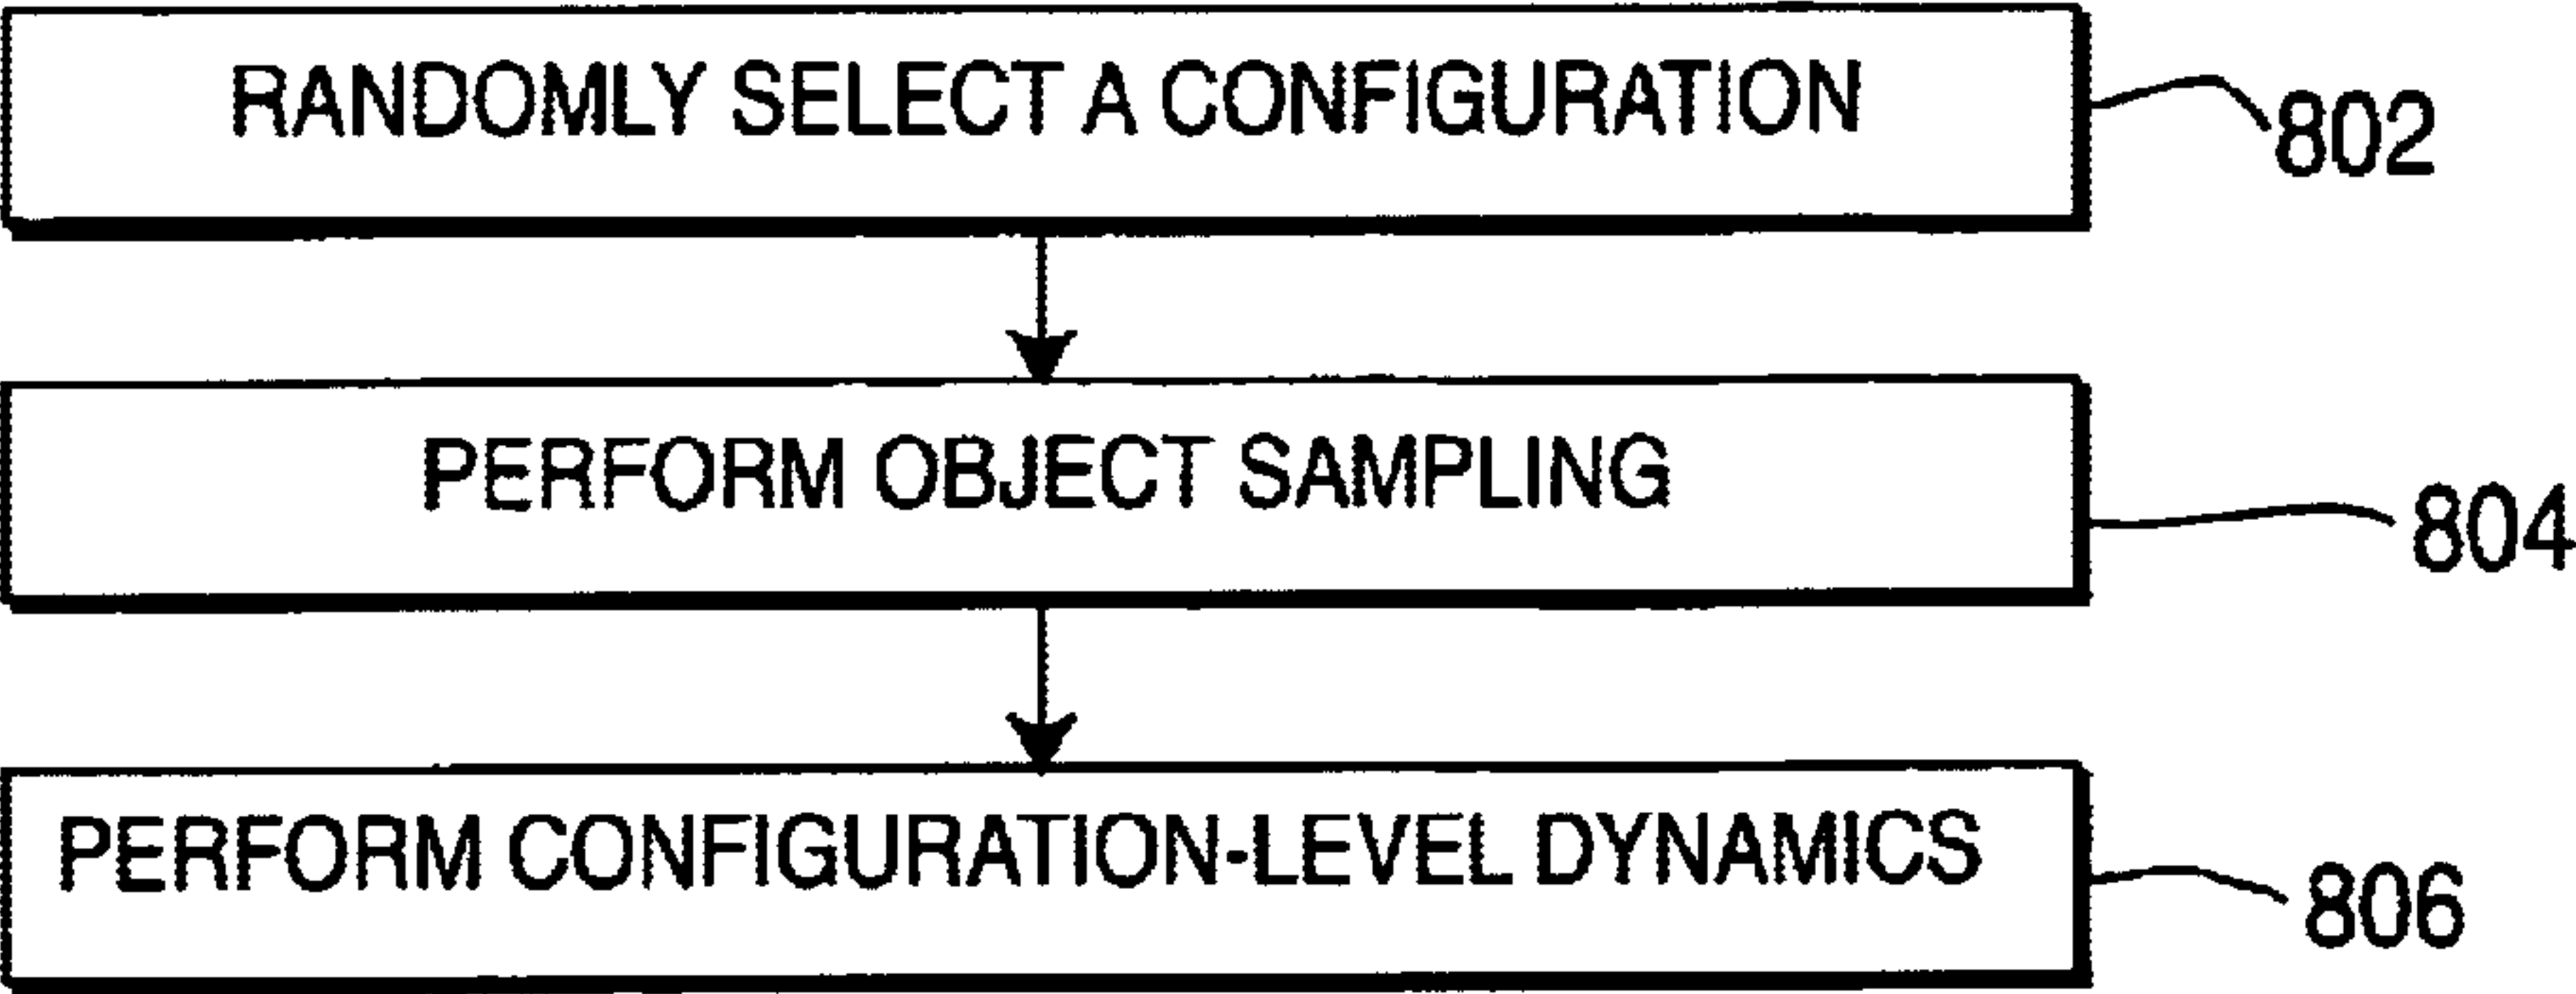 RANDOMLY SELECT A CONFIGURATION
802
PERFORM OBJECT SAMPLING
804
PERFORM CONFIGURATION-LEVEL DYNAMICS
806